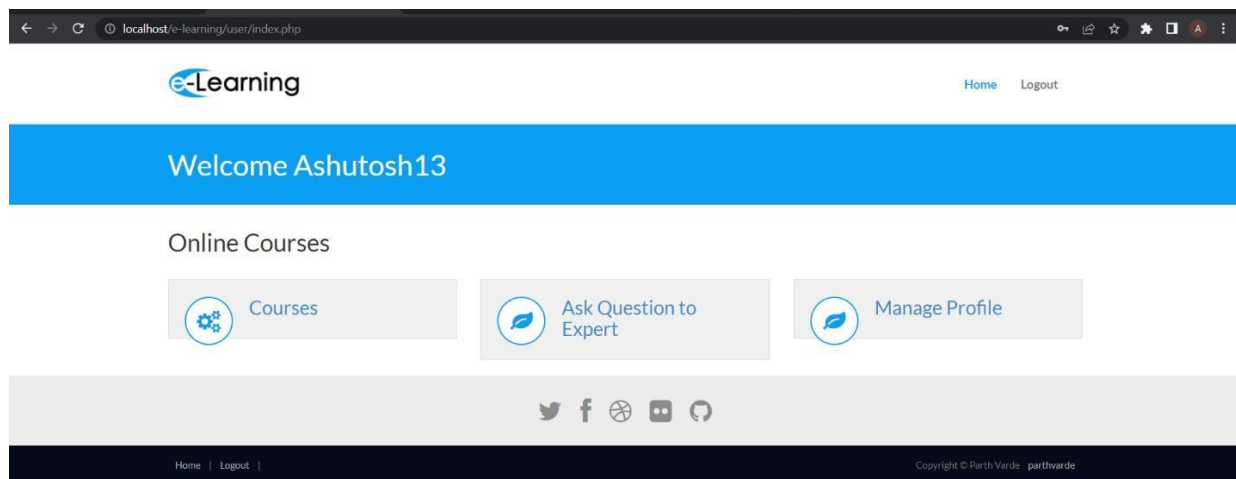 localhost/e-learning/user/index.php
A
e-Learning
Home Logout
Welcome Ashutosh13
Online Courses
Courses
Ask Question to
Expert
Manage Profile
Home | Logout |
Copyright © Parth Varde parthvarde